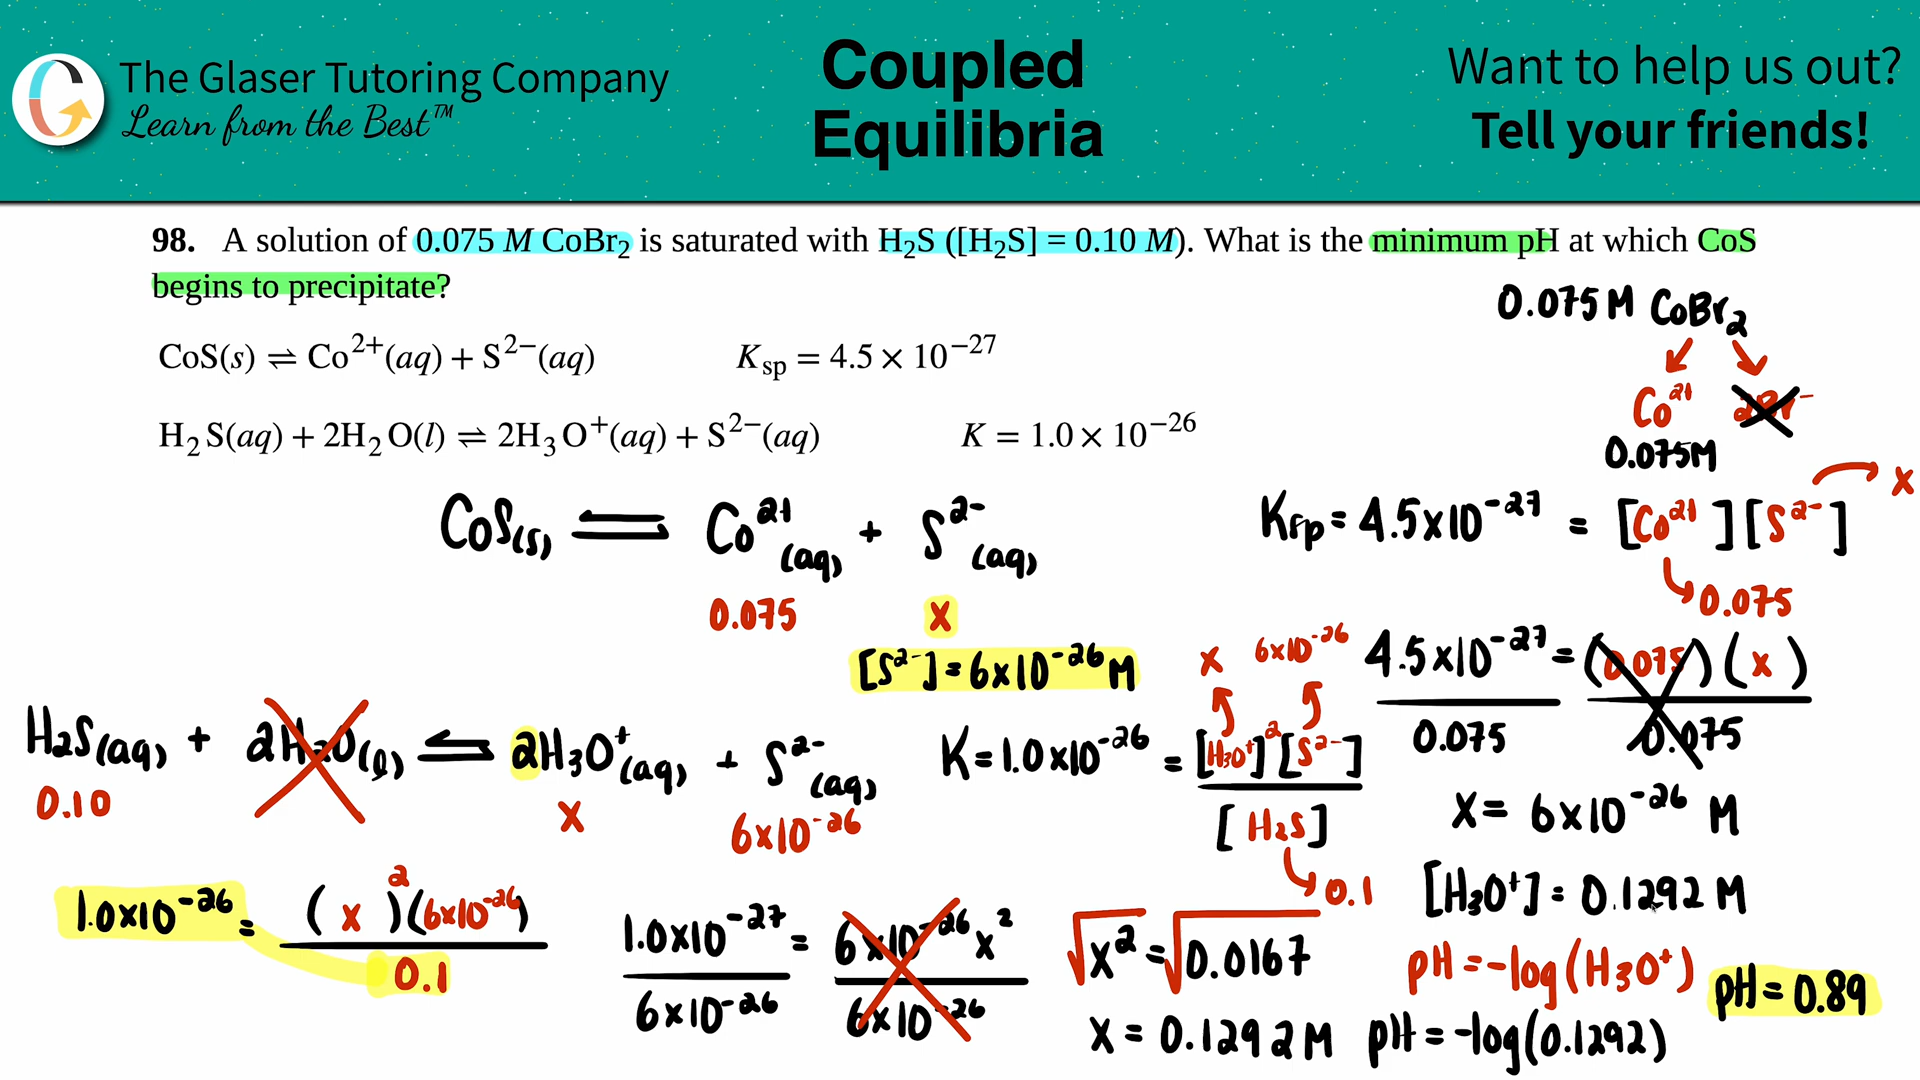 The Glaser Tutoring Company
Learn from the Best™
Coupled
Equilibria
Want to help us out?
Tell your friends!
98. A solution of 0.075 M CoBr₂ is saturated with H₂S ([H₂S] = 0.10 M). What is the minimum pH at which CoS
begins to precipitate?
CoS(s) ⇌ Co²⁺(aq) + S²⁻(aq) Kₛₚ = 4.5 × 10⁻²⁷
H₂S(aq) + 2H₂O(l) ⇌ 2H₃O⁺(aq) + S²⁻(aq) K = 1.0 × 10⁻²⁶
0.075M CoBr₂
Co²⁺ 2Br⁻
0.075M
CoS(s) ⇌ Co²⁺(aq) + S²⁻(aq)
0.075 x
[S²⁻] = 6x10⁻²⁶ M
Ksp = 4.5x10⁻²⁷ = [Co²⁺][S²⁻] → x
↳ 0.075
4.5x10⁻²⁷ = (0.075)(x)
0.075 0.075
x = 6x10⁻²⁶ M
H₂S(aq) + 2H₂O(l) ⇌ 2H₃O⁺(aq) + S²⁻(aq)
0.10 x 6x10⁻²⁶
x 6x10⁻²⁶
K = 1.0x10⁻²⁶ = [H₃O⁺]²[S²⁻]
[H₂S]
↳ 0.1
1.0x10⁻²⁶ = (x)²(6x10⁻²⁶)
0.1
1.0x10⁻²⁷ = 6x10⁻²⁶ x²
6x10⁻²⁶ 6x10⁻²⁶
√x² = √0.0167
x = 0.1292 M
[H₃O⁺] = 0.1292 M
pH = -log(H₃O⁺)
pH = -log(0.1292)
pH = 0.89